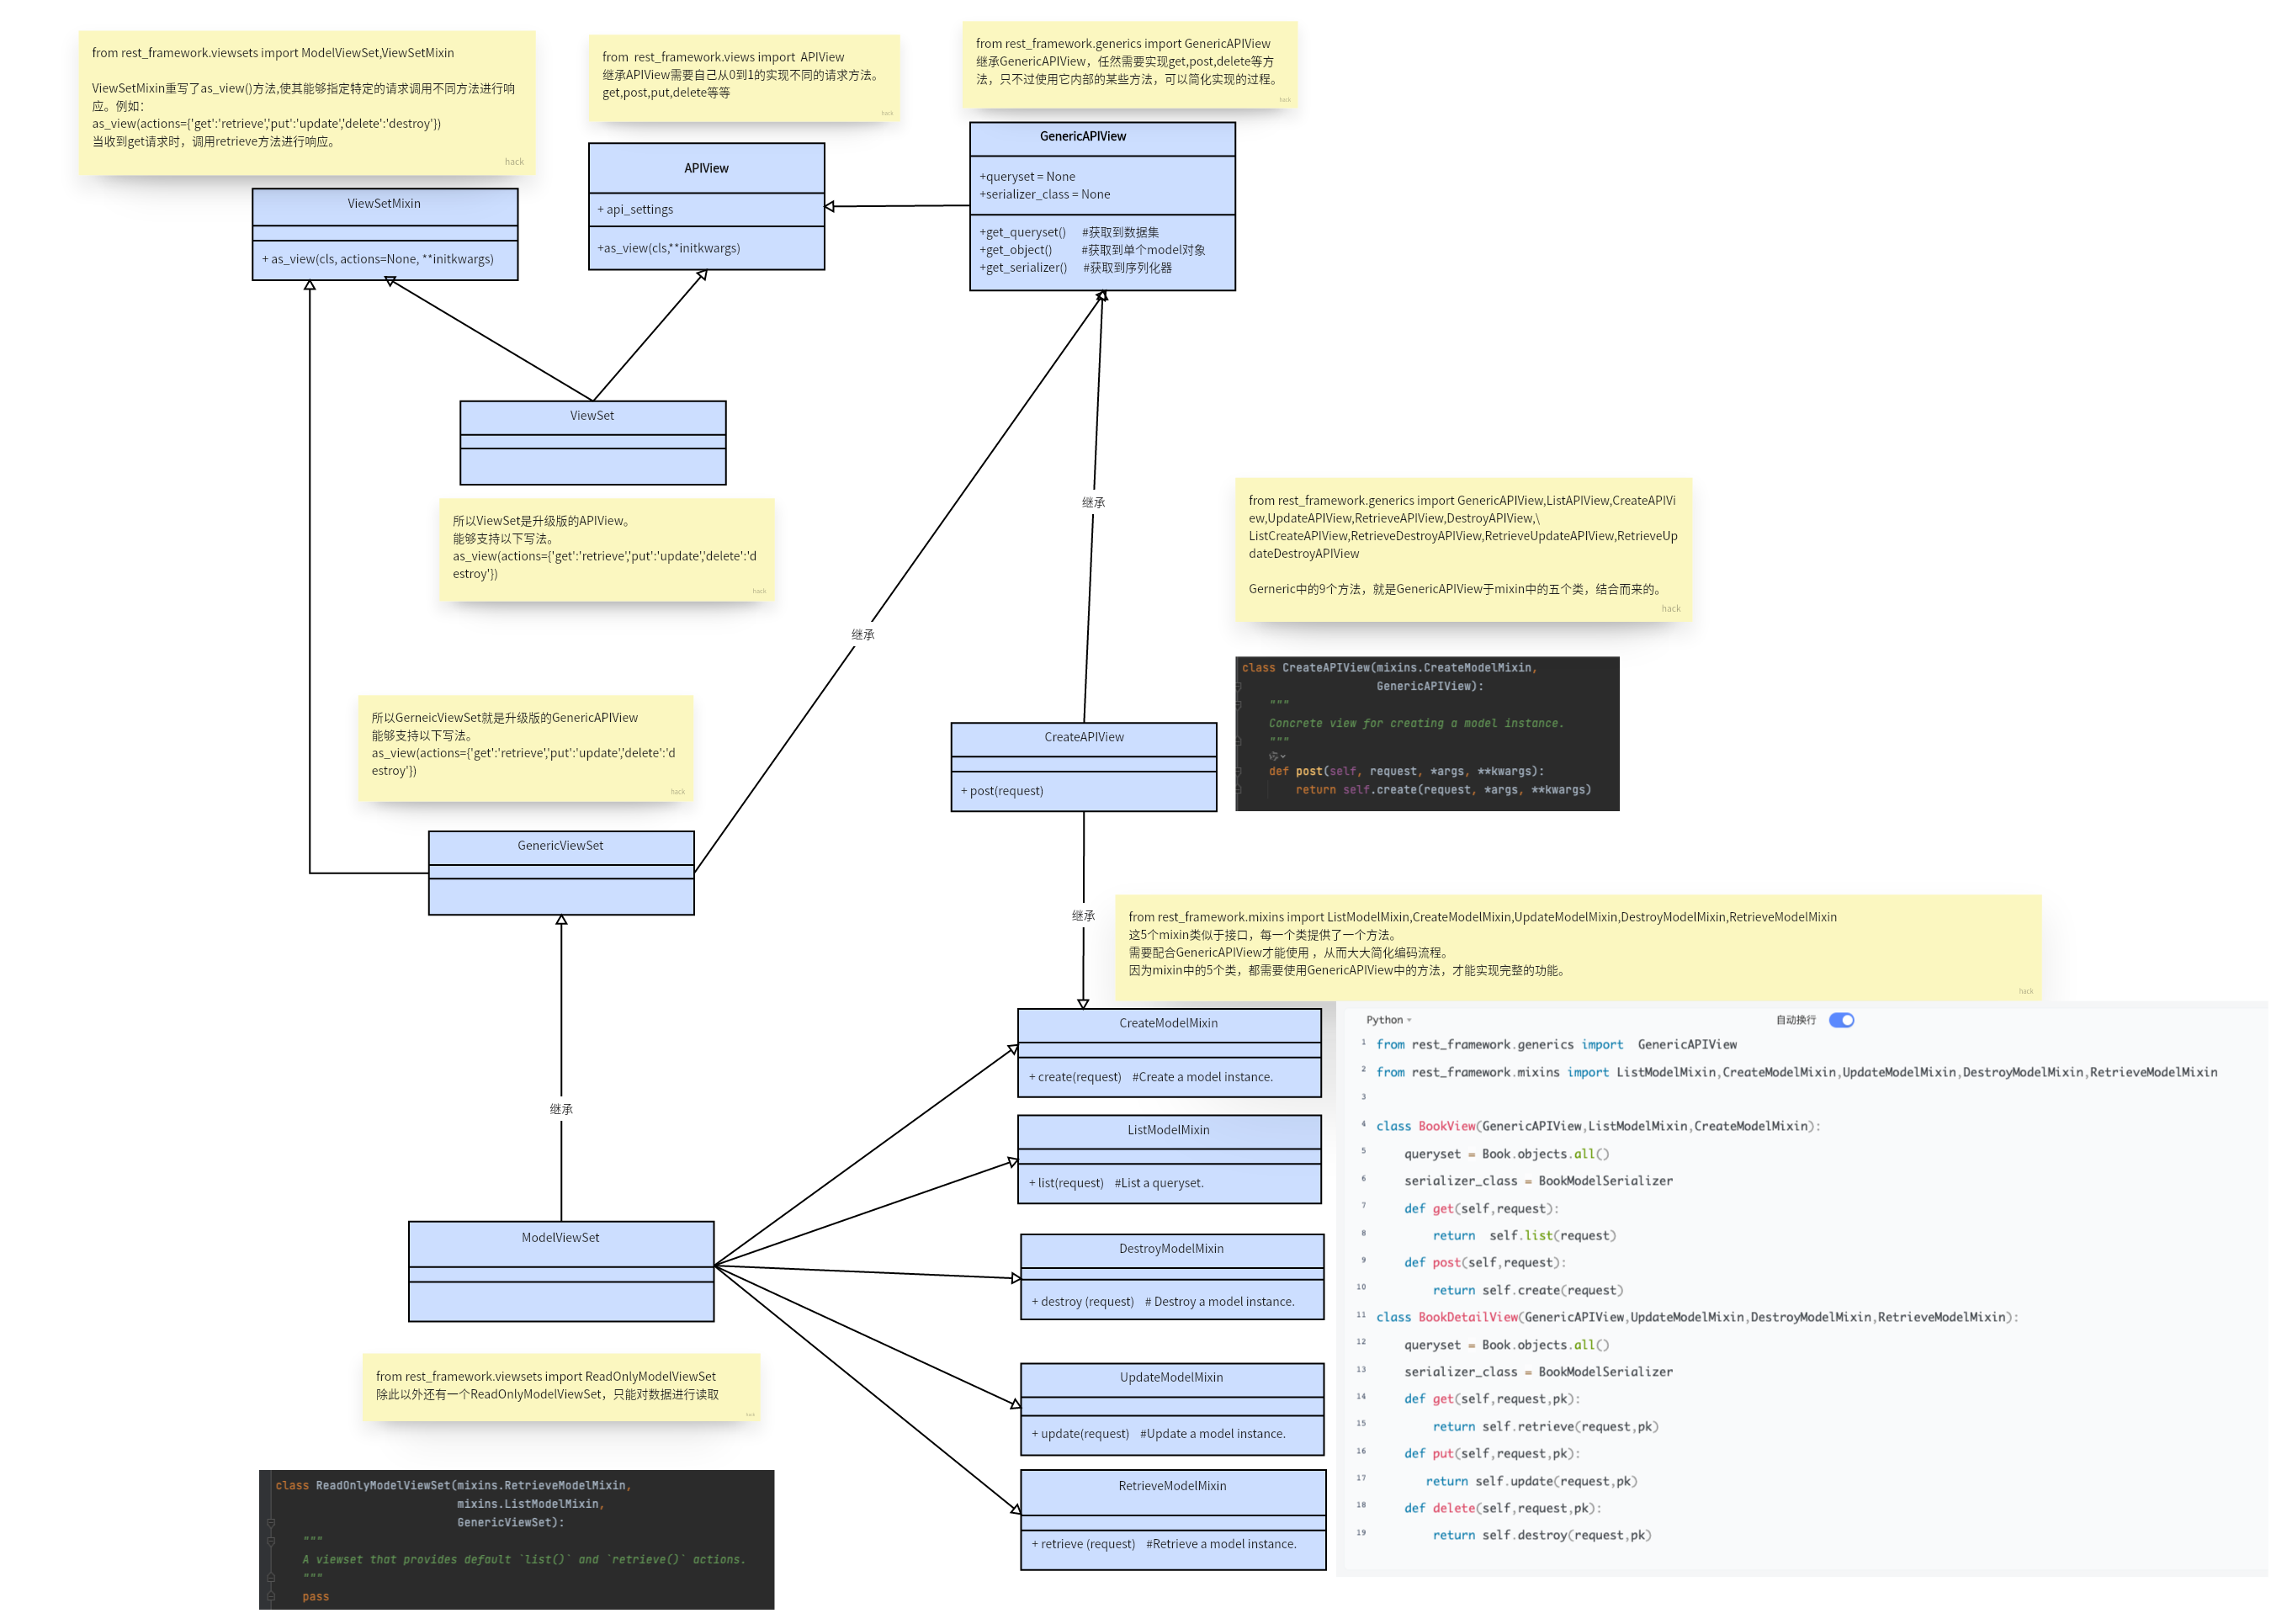 from rest_framework.viewsets import ModelViewSet,ViewSetMixin
ViewSetMixin重写了as_view()方法,使其能够指定特定的请求调用不同方法进行响
应。例如：
as_view(actions={'get':'retrieve','put':'update','delete':'destroy'})
当收到get请求时，调用retrieve方法进行响应。
hack
from  rest_framework.views import  APIView
继承APIView需要自己从0到1的实现不同的请求方法。
get,post,put,delete等等
hack
from rest_framework.generics import GenericAPIView
继承GenericAPIView，任然需要实现get,post,delete等方
法，只不过使用它内部的某些方法，可以简化实现的过程。
hack
ViewSetMixin
+ as_view(cls, actions=None, **initkwargs)
APIView
+ api_settings
+as_view(cls,**initkwargs)
GenericAPIView
+queryset = None
+serializer_class = None
+get_queryset()     #获取到数据集
+get_object()         #获取到单个model对象
+get_serializer()     #获取到序列化器
ViewSet
所以ViewSet是升级版的APIView。
能够支持以下写法。
as_view(actions={'get':'retrieve','put':'update','delete':'d
estroy'})
hack
继承
继承
from rest_framework.generics import GenericAPIView,ListAPIView,CreateAPIVi
ew,UpdateAPIView,RetrieveAPIView,DestroyAPIView,\
ListCreateAPIView,RetrieveDestroyAPIView,RetrieveUpdateAPIView,RetrieveUp
dateDestroyAPIView
Gerneric中的9个方法，就是GenericAPIView于mixin中的五个类，结合而来的。
hack
class CreateAPIView(mixins.CreateModelMixin,
GenericAPIView):
"""
Concrete view for creating a model instance.
"""
def post(self, request, *args, **kwargs):
return self.create(request, *args, **kwargs)
所以GerneicViewSet就是升级版的GenericAPIView
能够支持以下写法。
as_view(actions={'get':'retrieve','put':'update','delete':'d
estroy'})
hack
CreateAPIView
+ post(request)
GenericViewSet
继承
from rest_framework.mixins import ListModelMixin,CreateModelMixin,UpdateModelMixin,DestroyModelMixin,RetrieveModelMixin
这5个mixin类似于接口，每一个类提供了一个方法。
需要配合GenericAPIView才能使用 ，从而大大简化编码流程。
因为mixin中的5个类，都需要使用GenericAPIView中的方法，才能实现完整的功能。
hack
继承
CreateModelMixin
+ create(request)   #Create a model instance.
ListModelMixin
+ list(request)   #List a queryset.
DestroyModelMixin
+ destroy (request)   # Destroy a model instance.
UpdateModelMixin
+ update(request)   #Update a model instance.
RetrieveModelMixin
+ retrieve (request)   #Retrieve a model instance.
ModelViewSet
from rest_framework.viewsets import ReadOnlyModelViewSet
除此以外还有一个ReadOnlyModelViewSet，只能对数据进行读取
hack
class ReadOnlyModelViewSet(mixins.RetrieveModelMixin,
mixins.ListModelMixin,
GenericViewSet):
"""
A viewset that provides default `list()` and `retrieve()` actions.
"""
pass
Python 自动换行
1 from rest_framework.generics import  GenericAPIView
2 from rest_framework.mixins import ListModelMixin,CreateModelMixin,UpdateModelMixin,DestroyModelMixin,RetrieveModelMixin
3
4 class BookView(GenericAPIView,ListModelMixin,CreateModelMixin):
5 queryset = Book.objects.all()
6 serializer_class = BookModelSerializer
7 def get(self,request):
8 return  self.list(request)
9 def post(self,request):
10 return self.create(request)
11 class BookDetailView(GenericAPIView,UpdateModelMixin,DestroyModelMixin,RetrieveModelMixin):
12 queryset = Book.objects.all()
13 serializer_class = BookModelSerializer
14 def get(self,request,pk):
15 return self.retrieve(request,pk)
16 def put(self,request,pk):
17 return self.update(request,pk)
18 def delete(self,request,pk):
19 return self.destroy(request,pk)